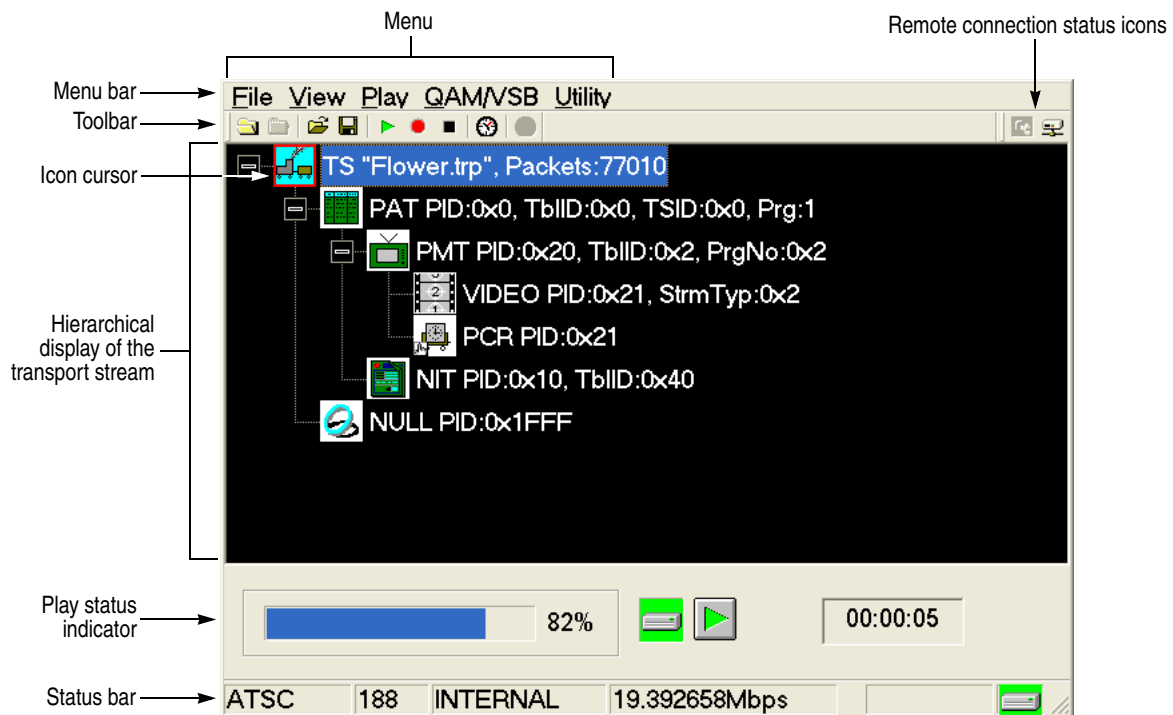 Menu
Remote connection status icons
Menu bar
File View Play QAM/VSB Utility
Toolbar
Icon cursor
TS "Flower.trp", Packets:77010
PAT PID:0x0, TblID:0x0, TSID:0x0, Prg:1
PMT PID:0x20, TblID:0x2, PrgNo:0x2
VIDEO PID:0x21, StrmTyp:0x2
PCR PID:0x21
NIT PID:0x10, TblID:0x40
NULL PID:0x1FFF
Hierarchical
display of the
transport stream
Play status
indicator
82%
00:00:05
Status bar
ATSC 188 INTERNAL 19.392658Mbps